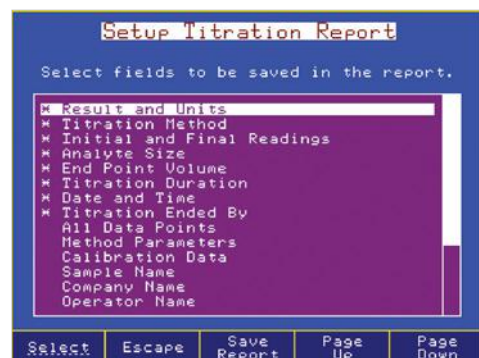 Setup Titration Report
Select fields to be saved in the report.
* Result and Units
* Titration Method
* Initial and Final Readings
* Analyte Size
* End Point Volume
* Titration Duration
* Date and Time
* Titration Ended By
All Data Points
Method Parameters
Calibration Data
Sample Name
Company Name
Operator Name
Select Escape Save Report Page Up Page Down